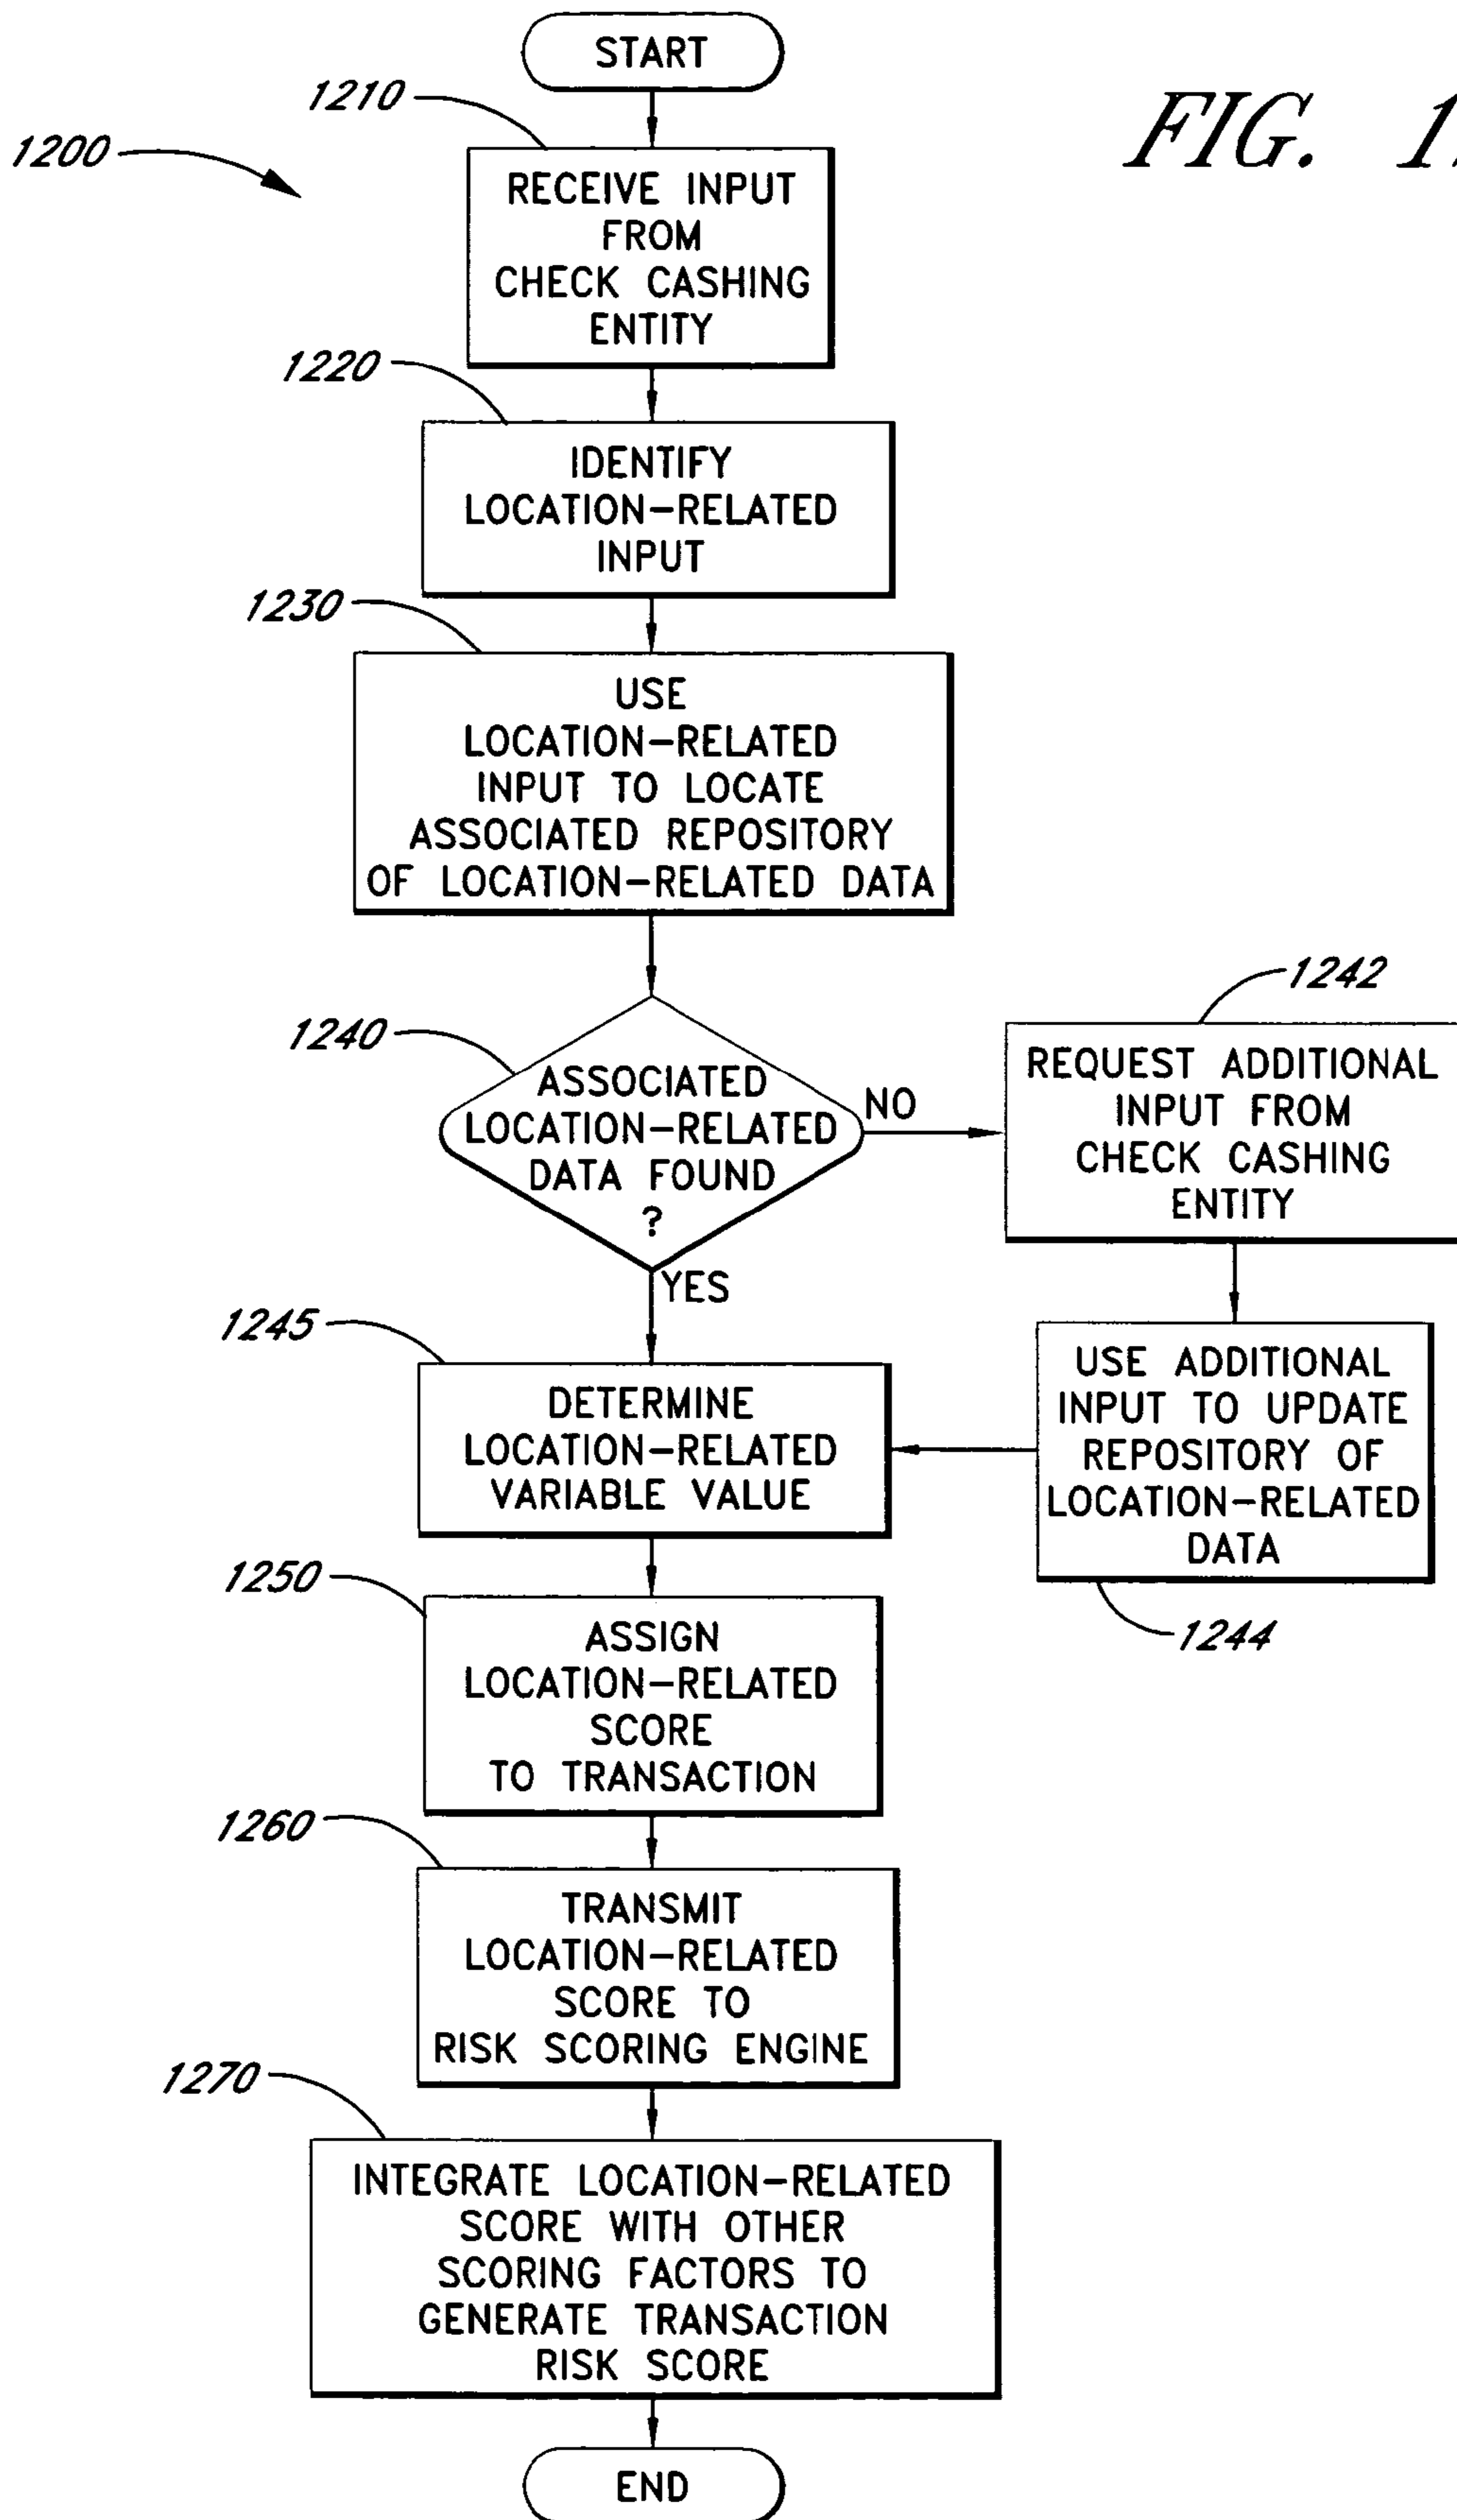 START
1210
1200
FIG.
RECEIVE INPUT
FROM
CHECK CASHING
ENTITY
1220
IDENTIFY
LOCATION-RELATED
INPUT
1230
USE
LOCATION-RELATED
INPUT TO LOCATE
ASSOCIATED REPOSITORY
OF LOCATION-RELATED DATA
1240
ASSOCIATED
LOCATION-RELATED
DATA FOUND
?
NO
1242
REQUEST ADDITIONAL
INPUT FROM
CHECK CASHING
ENTITY
YES
1245
DETERMINE
LOCATION-RELATED
VARIABLE VALUE
USE ADDITIONAL
INPUT TO UPDATE
REPOSITORY OF
LOCATION-RELATED
DATA
1244
1250
ASSIGN
LOCATION-RELATED
SCORE
TO TRANSACTION
1260
TRANSMIT
LOCATION-RELATED
SCORE TO
RISK SCORING ENGINE
1270
INTEGRATE LOCATION-RELATED
SCORE WITH OTHER
SCORING FACTORS TO
GENERATE TRANSACTION
RISK SCORE
END